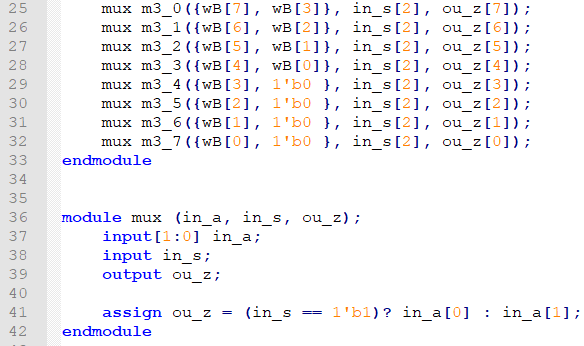 25 mux m3_0({wB[7], wB[3]}, in_s[2], ou_z[7]);
26 mux m3_1({wB[6], wB[2]}, in_s[2], ou_z[6]);
27 mux m3_2({wB[5], wB[1]}, in_s[2], ou_z[5]);
28 mux m3_3({wB[4], wB[0]}, in_s[2], ou_z[4]);
29 mux m3_4({wB[3], 1'b0 }, in_s[2], ou_z[3]);
30 mux m3_5({wB[2], 1'b0 }, in_s[2], ou_z[2]);
31 mux m3_6({wB[1], 1'b0 }, in_s[2], ou_z[1]);
32 mux m3_7({wB[0], 1'b0 }, in_s[2], ou_z[0]);
33 endmodule
34
35
36 module mux (in_a, in_s, ou_z);
37 input[1:0] in_a;
38 input in_s;
39 output ou_z;
40
41 assign ou_z = (in_s == 1'b1)? in_a[0] : in_a[1];
42 endmodule